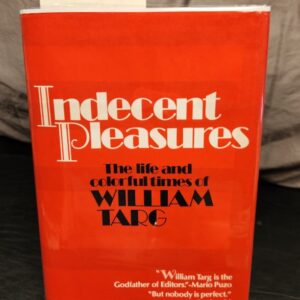 Indecent
Pleasures
The life and
colorful times of
WILLIAM
TARG
"William Targ is the
Godfather of Editors."-Mario Puzo
"But nobody is perfect."